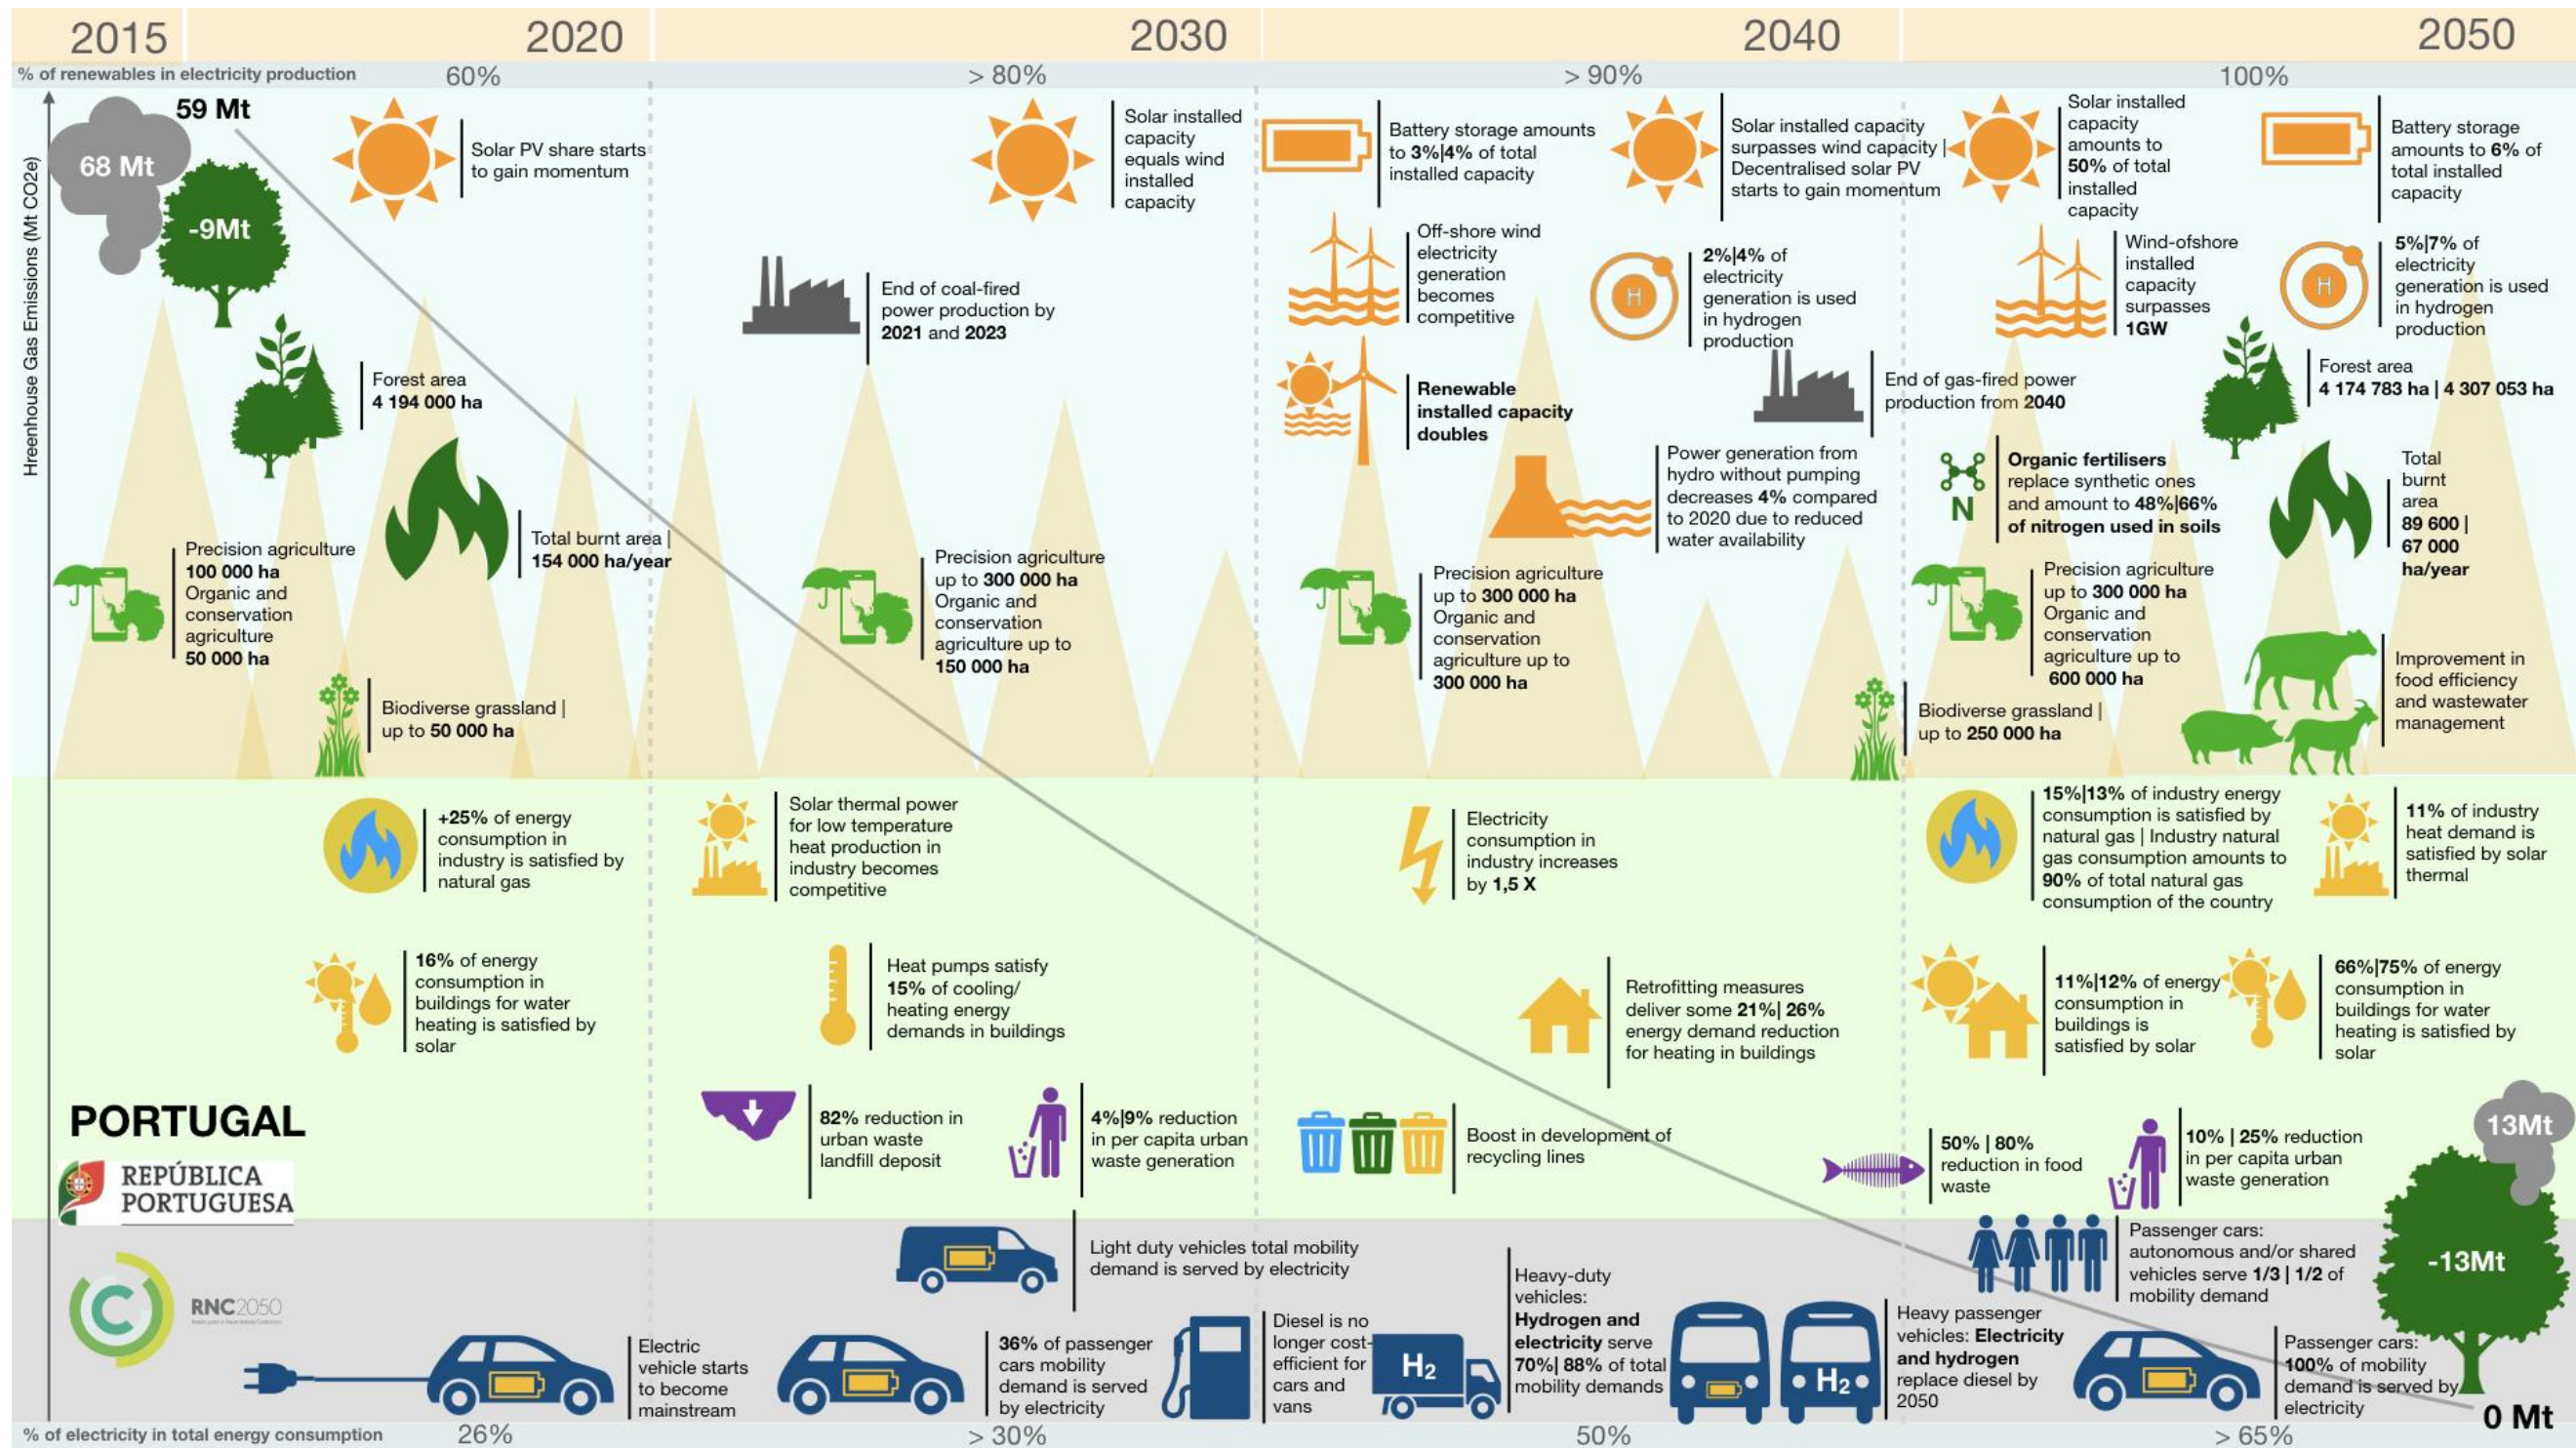 2015
2020
2030
2040
2050
% of renewables in electricity production
60%
> 80%
> 90%
100%
Hreenhouse Gas Emissions (Mt CO2e)
59 Mt
68 Mt
-9Mt
Solar PV share starts
to gain momentum
Solar installed
capacity
equals wind
installed
capacity
Battery storage amounts
to 3%|4% of total
installed capacity
Solar installed capacity
surpasses wind capacity |
Decentralised solar PV
starts to gain momentum
Solar installed
capacity
amounts to
50% of total
installed
capacity
Battery storage
amounts to 6% of
total installed
capacity
End of coal-fired
power production by
2021 and 2023
Off-shore wind
electricity
generation
becomes
competitive
H
2%|4% of
electricity
generation is used
in hydrogen
production
Wind-ofshore
installed
capacity
surpasses
1GW
H
5%|7% of
electricity
generation is used
in hydrogen
production
Forest area
4 194 000 ha
Renewable
installed capacity
doubles
End of gas-fired power
production from 2040
Forest area
4 174 783 ha | 4 307 053 ha
Total burnt area |
154 000 ha/year
Power generation from
hydro without pumping
decreases 4% compared
to 2020 due to reduced
water availability
N
Organic fertilisers
replace synthetic ones
and amount to 48%|66%
of nitrogen used in soils
Total
burnt
area
89 600 |
67 000
ha/year
Precision agriculture
100 000 ha
Organic and
conservation
agriculture
50 000 ha
Precision agriculture
up to 300 000 ha
Organic and
conservation
agriculture up to
150 000 ha
Precision agriculture
up to 300 000 ha
Organic and
conservation
agriculture up to
300 000 ha
Precision agriculture
up to 300 000 ha
Organic and
conservation
agriculture up to
600 000 ha
Biodiverse grassland |
up to 50 000 ha
Biodiverse grassland |
up to 250 000 ha
Improvement in
food efficiency
and wastewater
management
+25% of energy
consumption in
industry is satisfied by
natural gas
Solar thermal power
for low temperature
heat production in
industry becomes
competitive
Electricity
consumption in
industry increases
by 1,5 X
15%|13% of industry energy
consumption is satisfied by
natural gas | Industry natural
gas consumption amounts to
90% of total natural gas
consumption of the country
11% of industry
heat demand is
satisfied by solar
thermal
16% of energy
consumption in
buildings for water
heating is satisfied by
solar
Heat pumps satisfy
15% of cooling/
heating energy
demands in buildings
Retrofitting measures
deliver some 21%| 26%
energy demand reduction
for heating in buildings
11%|12% of energy
consumption in
buildings is
satisfied by solar
66%|75% of energy
consumption in
buildings for water
heating is satisfied by
solar
PORTUGAL
REPÚBLICA
PORTUGUESA
82% reduction in
urban waste
landfill deposit
4%|9% reduction
in per capita urban
waste generation
Boost in development of
recycling lines
50% | 80%
reduction in food
waste
10% | 25% reduction
in per capita urban
waste generation
13Mt
-13Mt
C
RNC2050
Light duty vehicles total mobility
demand is served by electricity
Passenger cars:
autonomous and/or shared
vehicles serve 1/3 | 1/2 of
mobility demand
Electric
vehicle starts
to become
mainstream
36% of passenger
cars mobility
demand is served
by electricity
Diesel is no
longer cost-
efficient for
cars and
vans
H2
Heavy-duty
vehicles:
Hydrogen and
electricity serve
70%| 88% of total
mobility demands
H2
Heavy passenger
vehicles: Electricity
and hydrogen
replace diesel by
2050
Passenger cars:
100% of mobility
demand is served by
electricity
0 Mt
% of electricity in total energy consumption
26%
> 30%
50%
> 65%